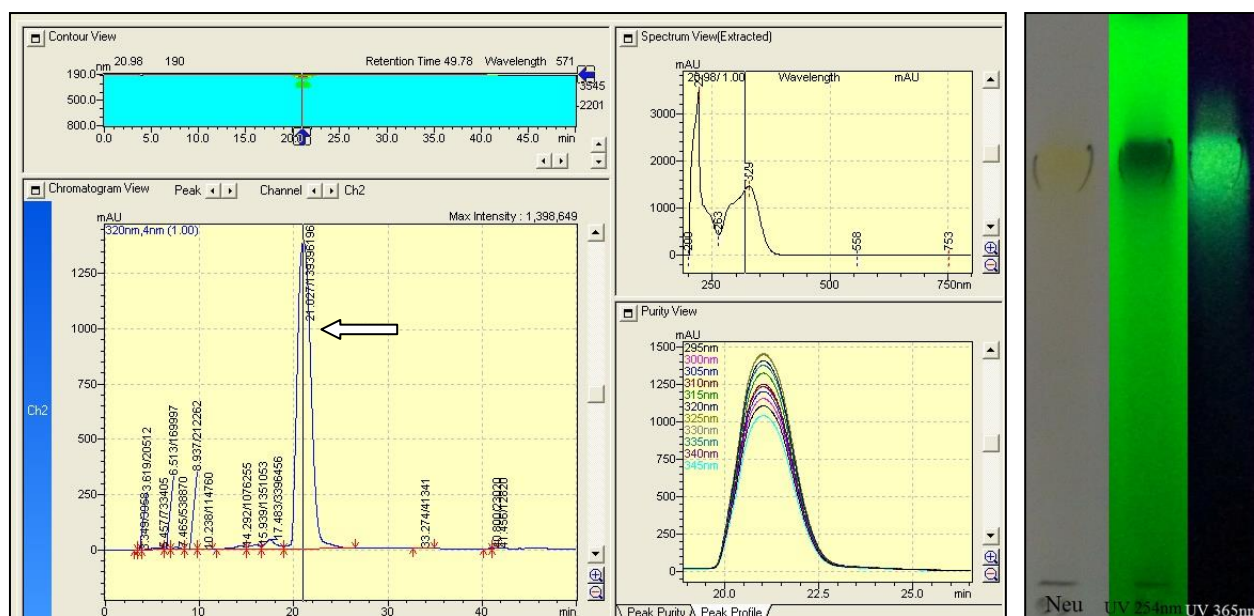 Contour View
nm 20.98 190 Retention Time 49.78 Wavelength 571
190.0
500.0
800.0
3545
2201
0.0 5.0 10.0 15.0 20.0 25.0 30.0 35.0 40.0 45.0 min
Chromatogram View Peak Channel Ch2
mAU Max Intensity : 1,398,649
320nm,4nm (1.00)
1250
1000
750
500
250
0
Ch2
3.619/20512
5.457/733405
6.513/169997
7.465/538870
8.937/212262
10.238/114760
14.292/1076255
15.939/1351053
17.483/3396456
21.027/139396196
33.274/41341
0 10 20 30 40 min
Spectrum View(Extracted)
mAU
20.98/ 1.00 Wavelength mAU
3000
2000
1000
0
200
263
329
558
753
250 500 750nm
Purity View
mAU
1500
1250
1000
750
500
250
0
295nm
300nm
305nm
310nm
315nm
320nm
325nm
330nm
335nm
340nm
345nm
20.0 22.5 25.0 min
Peak Purity Peak Profile
Neu UV 254nm UV 365nm